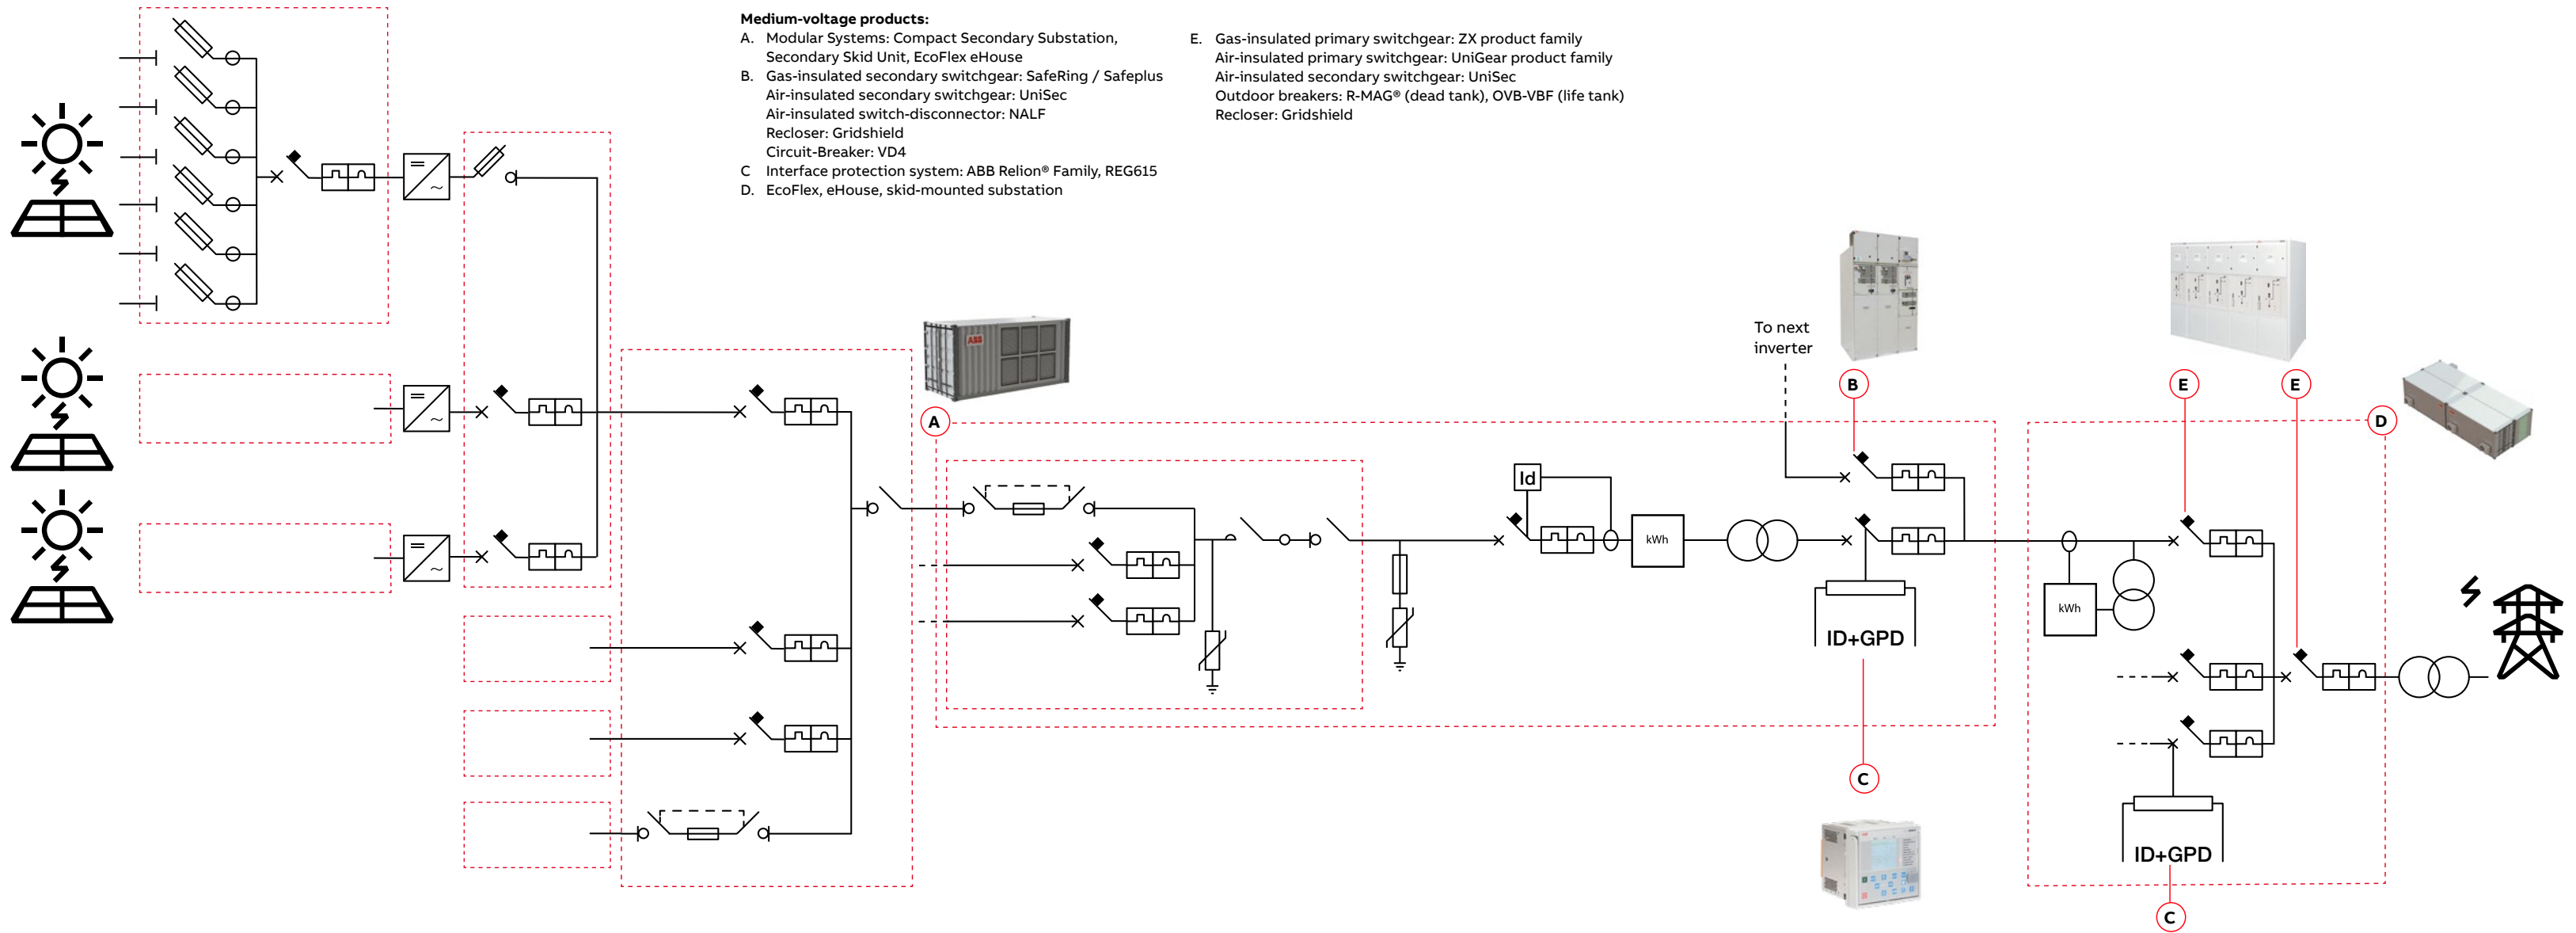 Medium-voltage products:
A. Modular Systems: Compact Secondary Substation,
Secondary Skid Unit, EcoFlex eHouse
B. Gas-insulated secondary switchgear: SafeRing / Safeplus
Air-insulated secondary switchgear: UniSec
Air-insulated switch-disconnector: NALF
Recloser: Gridshield
Circuit-Breaker: VD4
C Interface protection system: ABB Relion® Family, REG615
D. EcoFlex, eHouse, skid-mounted substation
E. Gas-insulated primary switchgear: ZX product family
Air-insulated primary switchgear: UniGear product family
Air-insulated secondary switchgear: UniSec
Outdoor breakers: R-MAG® (dead tank), OVB-VBF (life tank)
Recloser: Gridshield
ABB
To next
inverter
B
E
E
A
D
Id
kWh
kWh
ID+GPD
C
ID+GPD
C